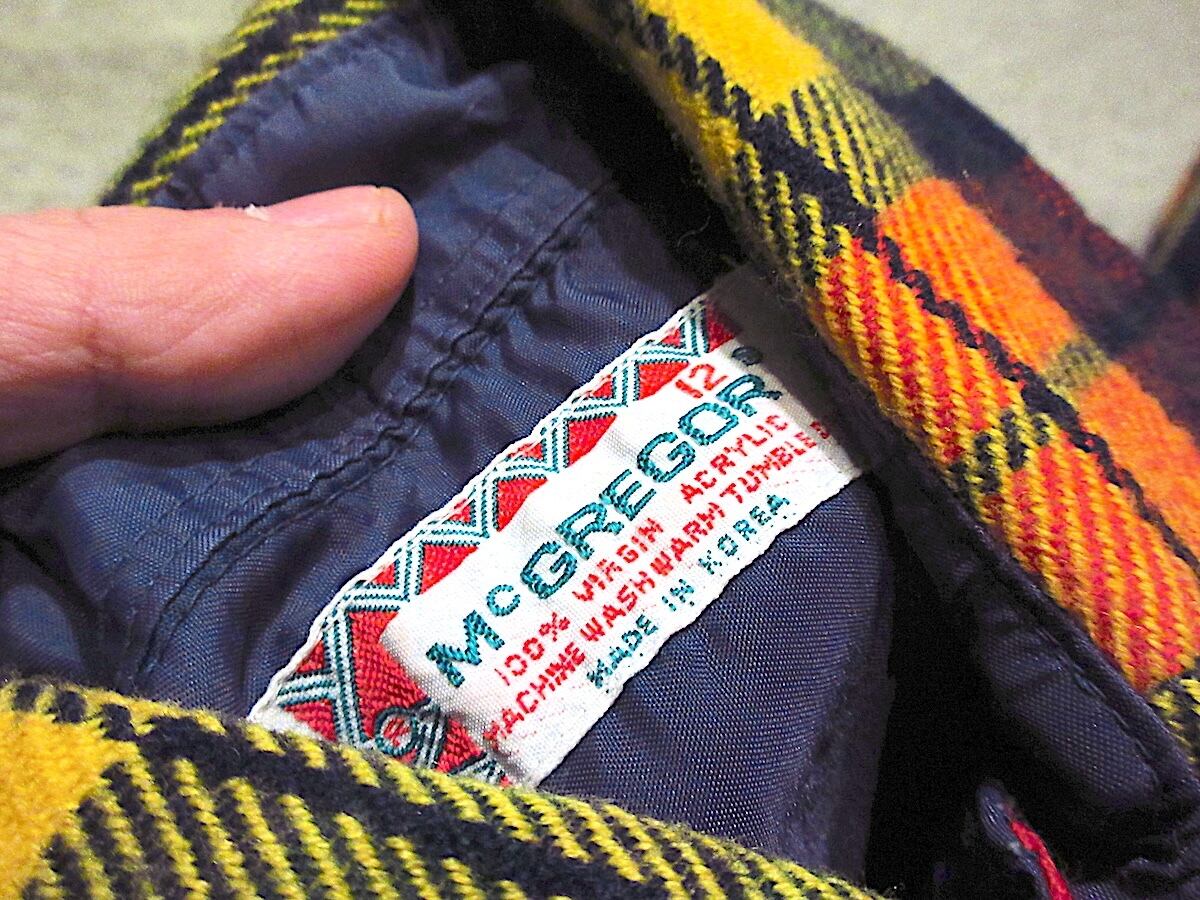 12
McGREGOR®
100% VIRGIN ACRYLIC
MACHINE WASH WARM TUMBLE
MADE IN KOREA